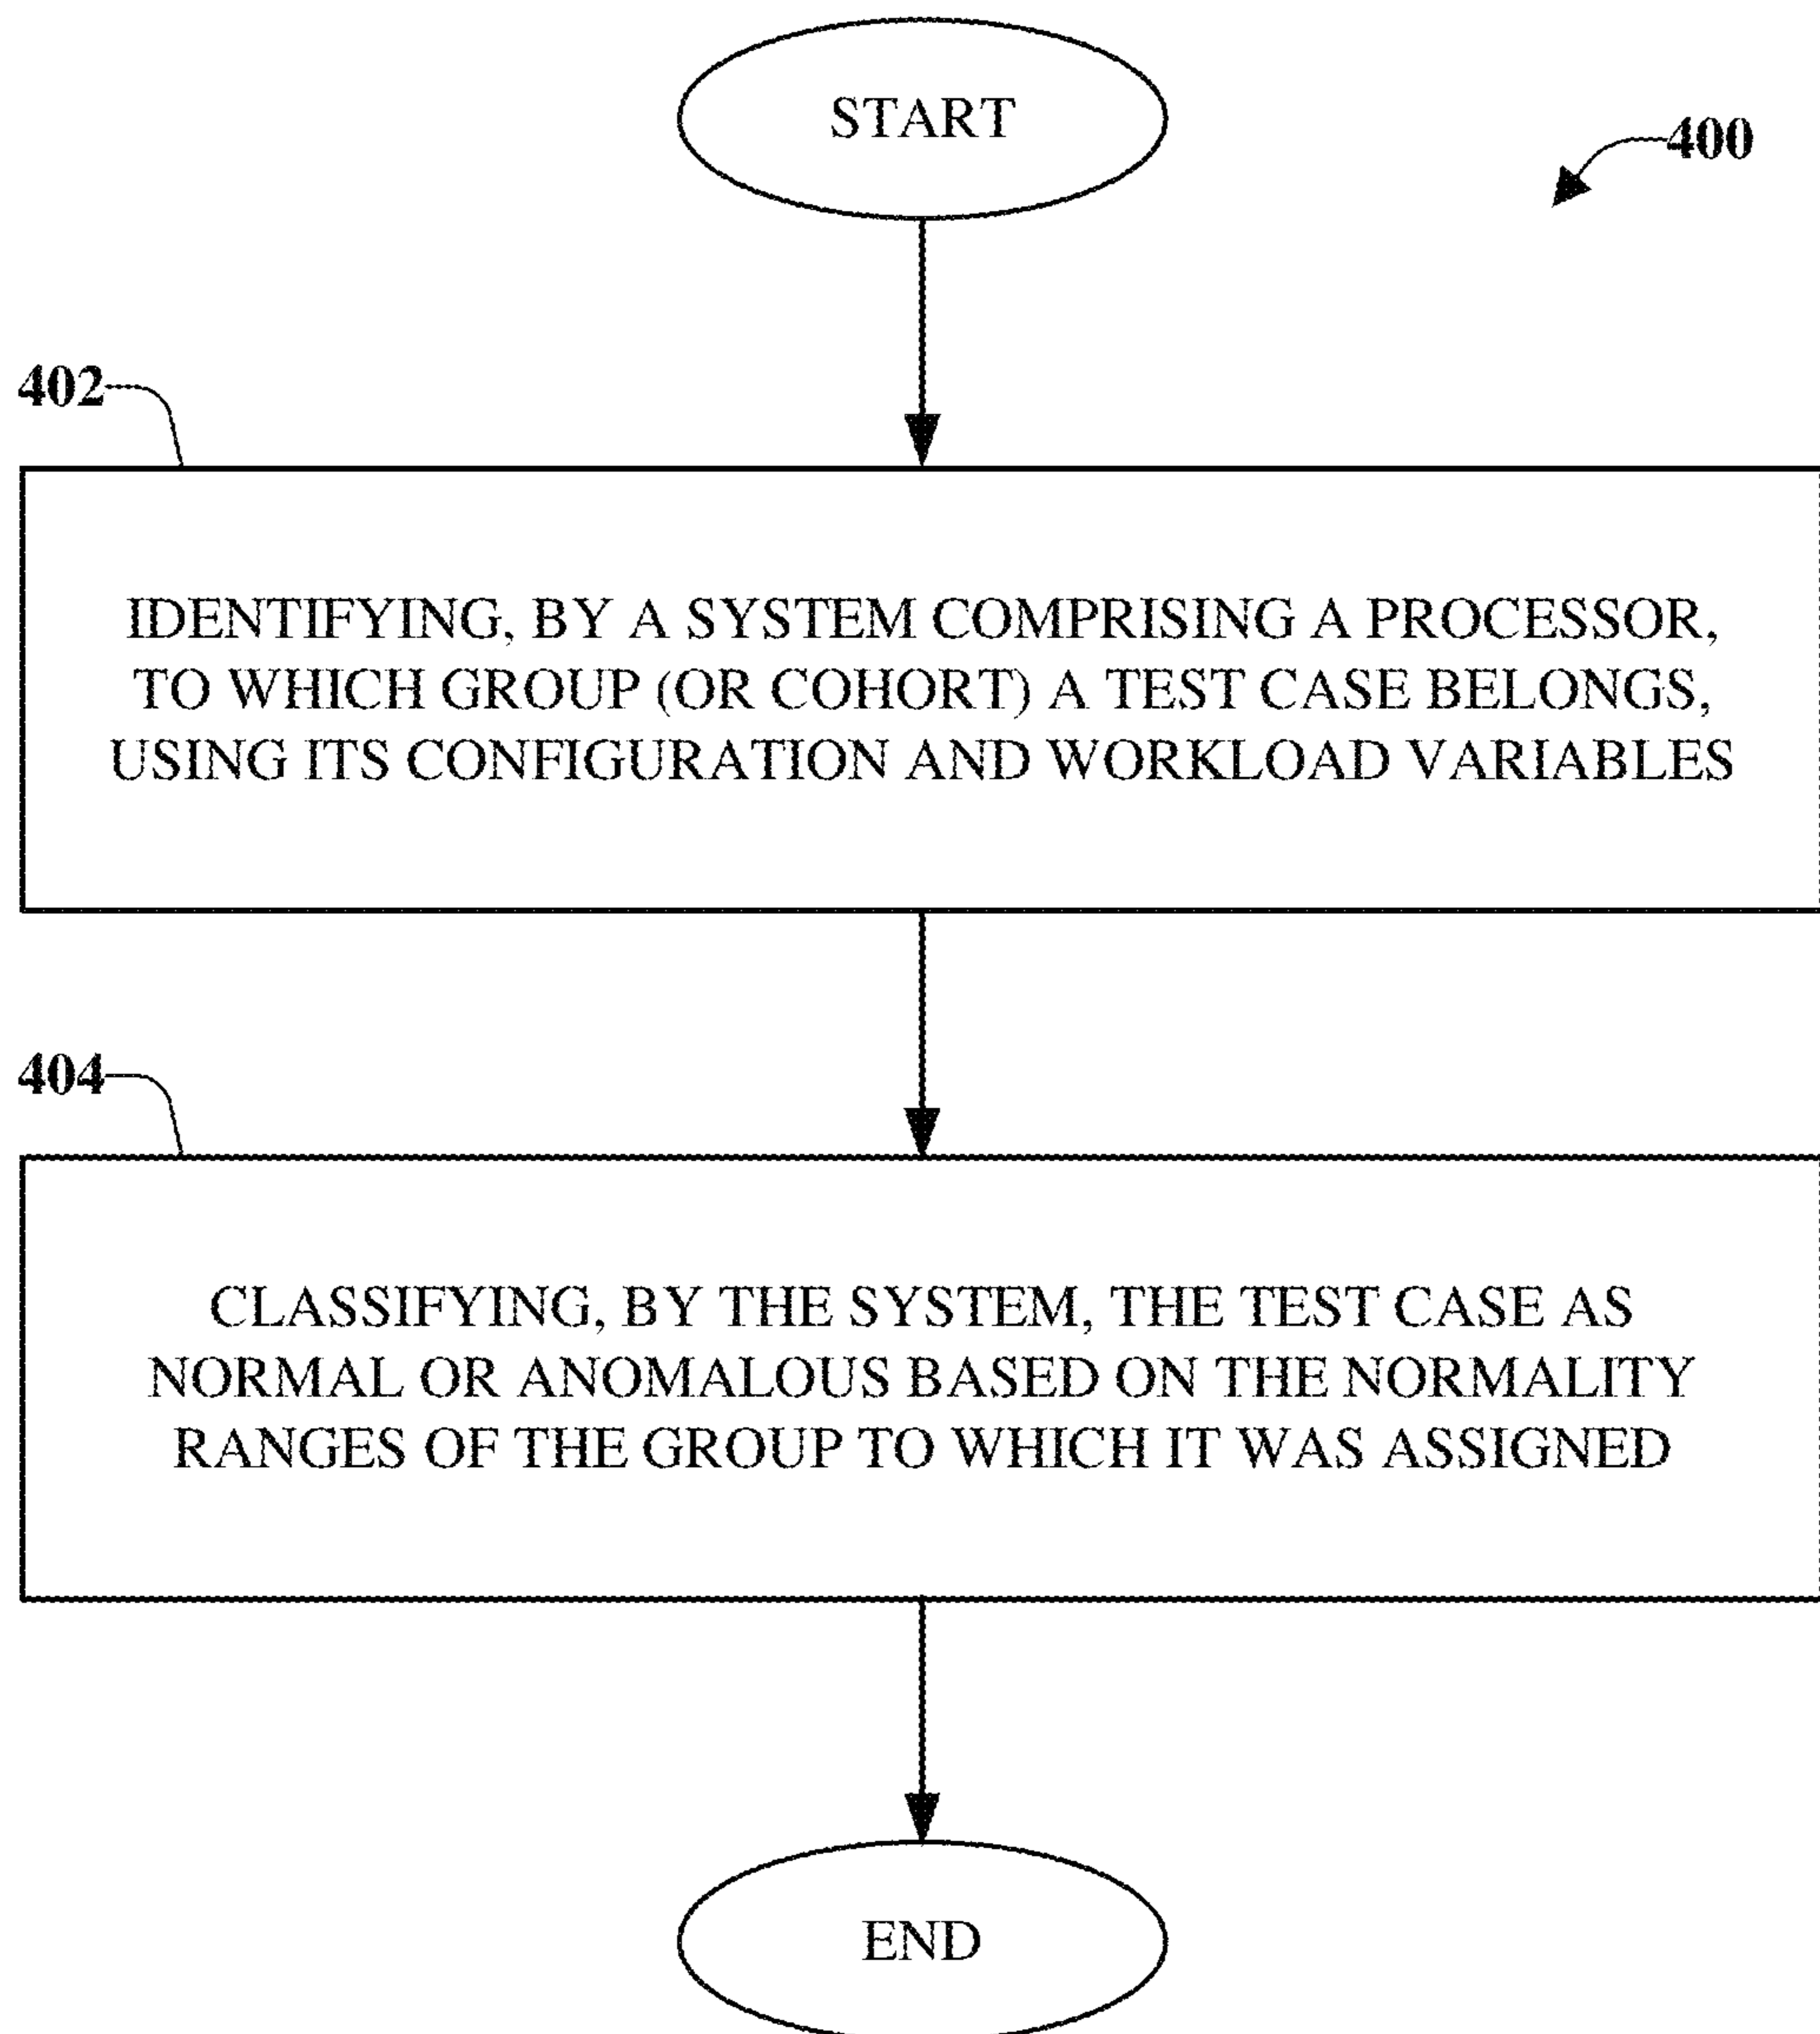 START
400
402
IDENTIFYING, BY A SYSTEM COMPRISING A PROCESSOR,
TO WHICH GROUP (OR COHORT) A TEST CASE BELONGS,
USING ITS CONFIGURATION AND WORKLOAD VARIABLES
404
CLASSIFYING, BY THE SYSTEM, THE TEST CASE AS
NORMAL OR ANOMALOUS BASED ON THE NORMALITY
RANGES OF THE GROUP TO WHICH IT WAS ASSIGNED
END